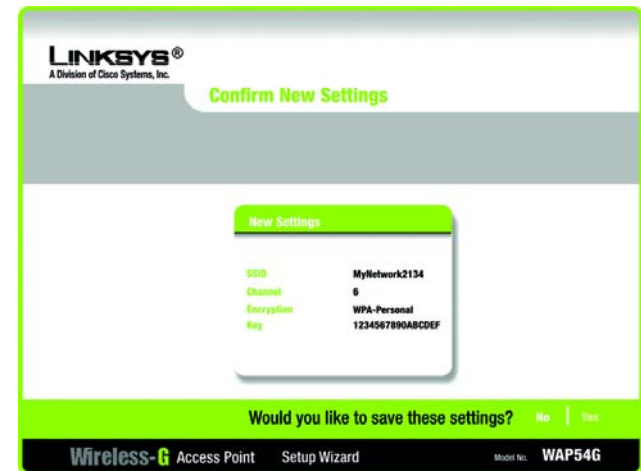 LINKSYS®
A Division of Cisco Systems, Inc.
Confirm New Settings
New Settings
SSID MyNetwork2134
Channel 6
Encryption WPA-Personal
Key 1234567890ABCDEF
Would you like to save these settings? No | Yes
Wireless-G Access Point Setup Wizard Model No. WAP54G